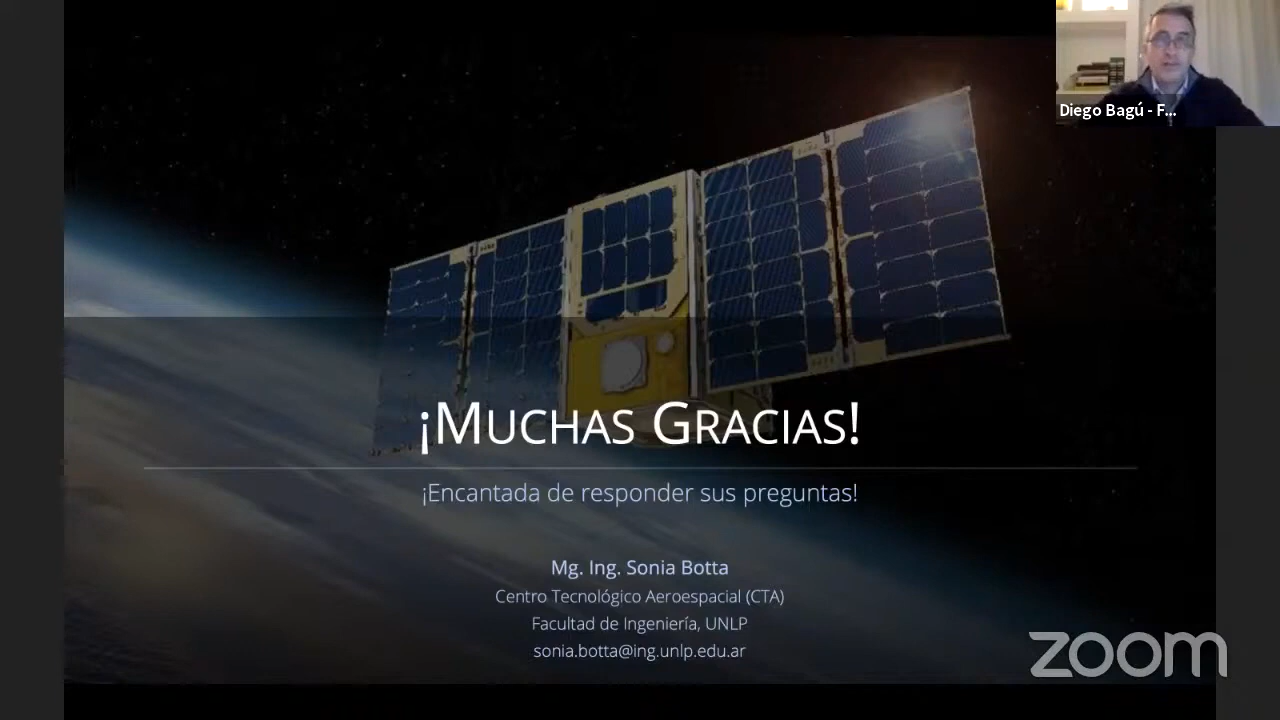 Diego Bagú - F...
¡MUCHAS GRACIAS!
¡Encantada de responder sus preguntas!
Mg. Ing. Sonia Botta
Centro Tecnológico Aeroespacial (CTA)
Facultad de Ingeniería, UNLP
sonia.botta@ing.unlp.edu.ar
zoom